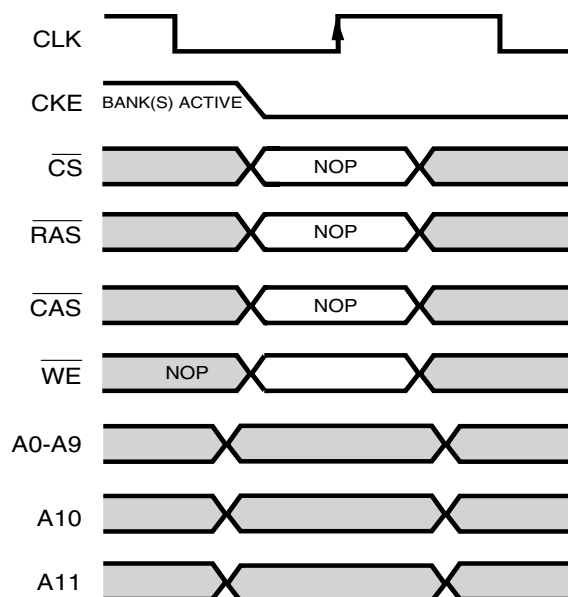 CLK
CKE BANK(S) ACTIVE
CS NOP
RAS NOP
CAS NOP
WE NOP
A0-A9
A10
A11